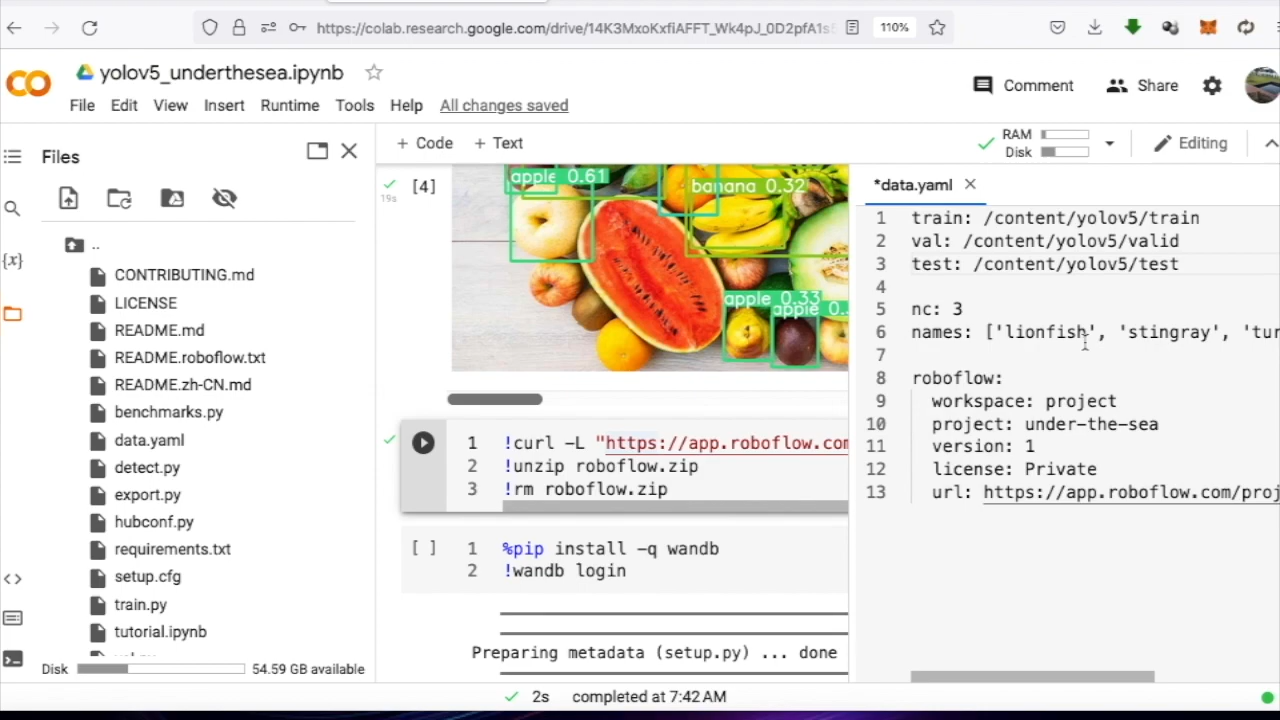 https://colab.research.google.com/drive/14K3MxoKxfiAFFT_Wk4pJ_0D2pfA1s
110%
yolov5_underthesea.ipynb
Comment
Share
File Edit View Insert Runtime Tools Help All changes saved
Files
+ Code + Text
RAM
Disk
Editing
..
CONTRIBUTING.md
LICENSE
README.md
README.roboflow.txt
README.zh-CN.md
benchmarks.py
data.yaml
detect.py
export.py
hubconf.py
requirements.txt
setup.cfg
train.py
tutorial.ipynb
Disk 54.59 GB available
[4]
19s
apple 0.61
banana 0.32
apple 0.33
apple
1 !curl -L "https://app.roboflow.com
2 !unzip roboflow.zip
3 !rm roboflow.zip
[ ] 1 %pip install -q wandb
2 !wandb login
Preparing metadata (setup.py) ... done
*data.yaml
1 train: /content/yolov5/train
2 val: /content/yolov5/valid
3 test: /content/yolov5/test
4
5 nc: 3
6 names: ['lionfish', 'stingray', 'tur
7
8 roboflow:
9 workspace: project
10 project: under-the-sea
11 version: 1
12 license: Private
13 url: https://app.roboflow.com/proj
2s completed at 7:42 AM